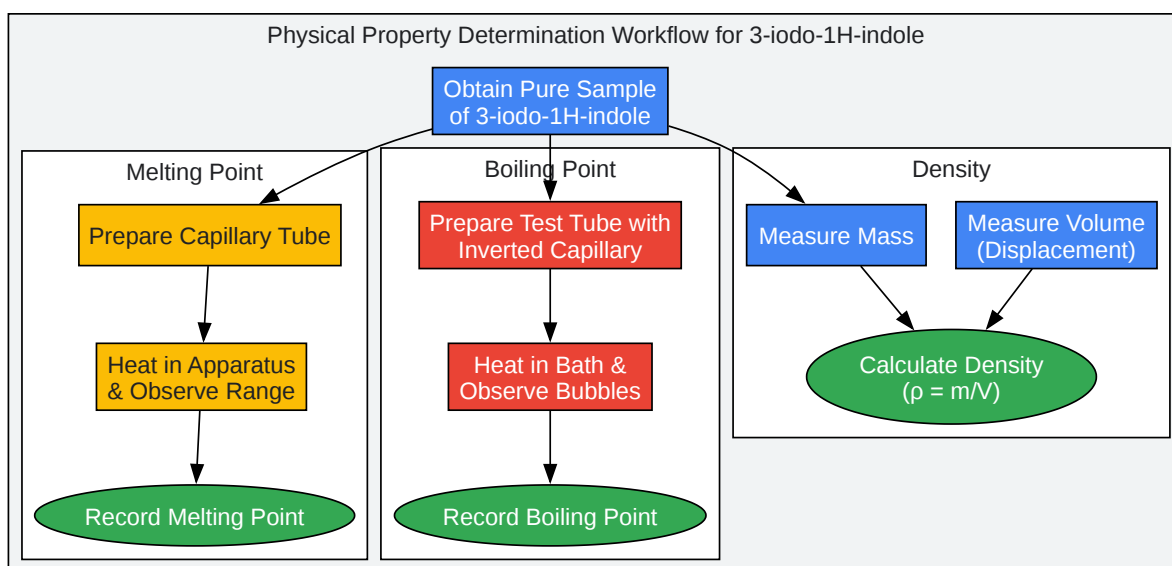 Physical Property Determination Workflow for 3-iodo-1H-indole
Obtain Pure Sample
of 3-iodo-1H-indole
Melting Point
Prepare Capillary Tube
Heat in Apparatus
& Observe Range
Record Melting Point
Boiling Point
Prepare Test Tube with
Inverted Capillary
Heat in Bath &
Observe Bubbles
Record Boiling Point
Density
Measure Mass
Measure Volume
(Displacement)
Calculate Density
(ρ = m/V)